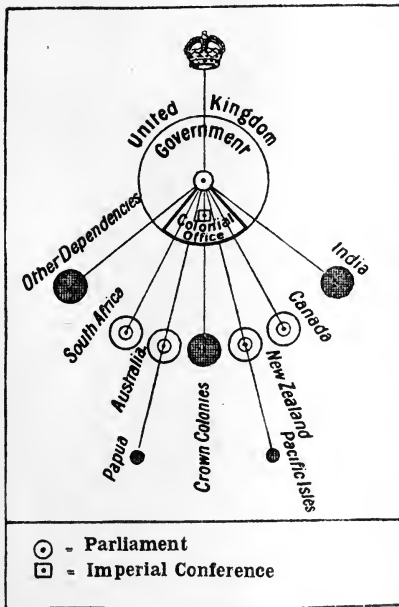 United Kingdom
Government
Colonial
Office
Other Dependencies
India
South Africa
Canada
Australia
New Zealand
Crown Colonies
Papua
Pacific Isles
= Parliament
= Imperial Conference